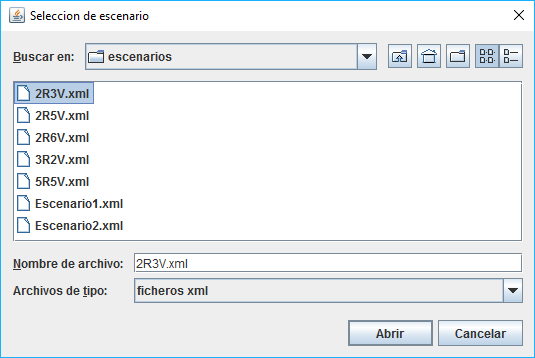 Seleccion de escenario
Buscar en: escenarios
2R3V.xml
2R5V.xml
2R6V.xml
3R2V.xml
5R5V.xml
Escenario1.xml
Escenario2.xml
Nombre de archivo: 2R3V.xml
Archivos de tipo: ficheros xml
Abrir Cancelar